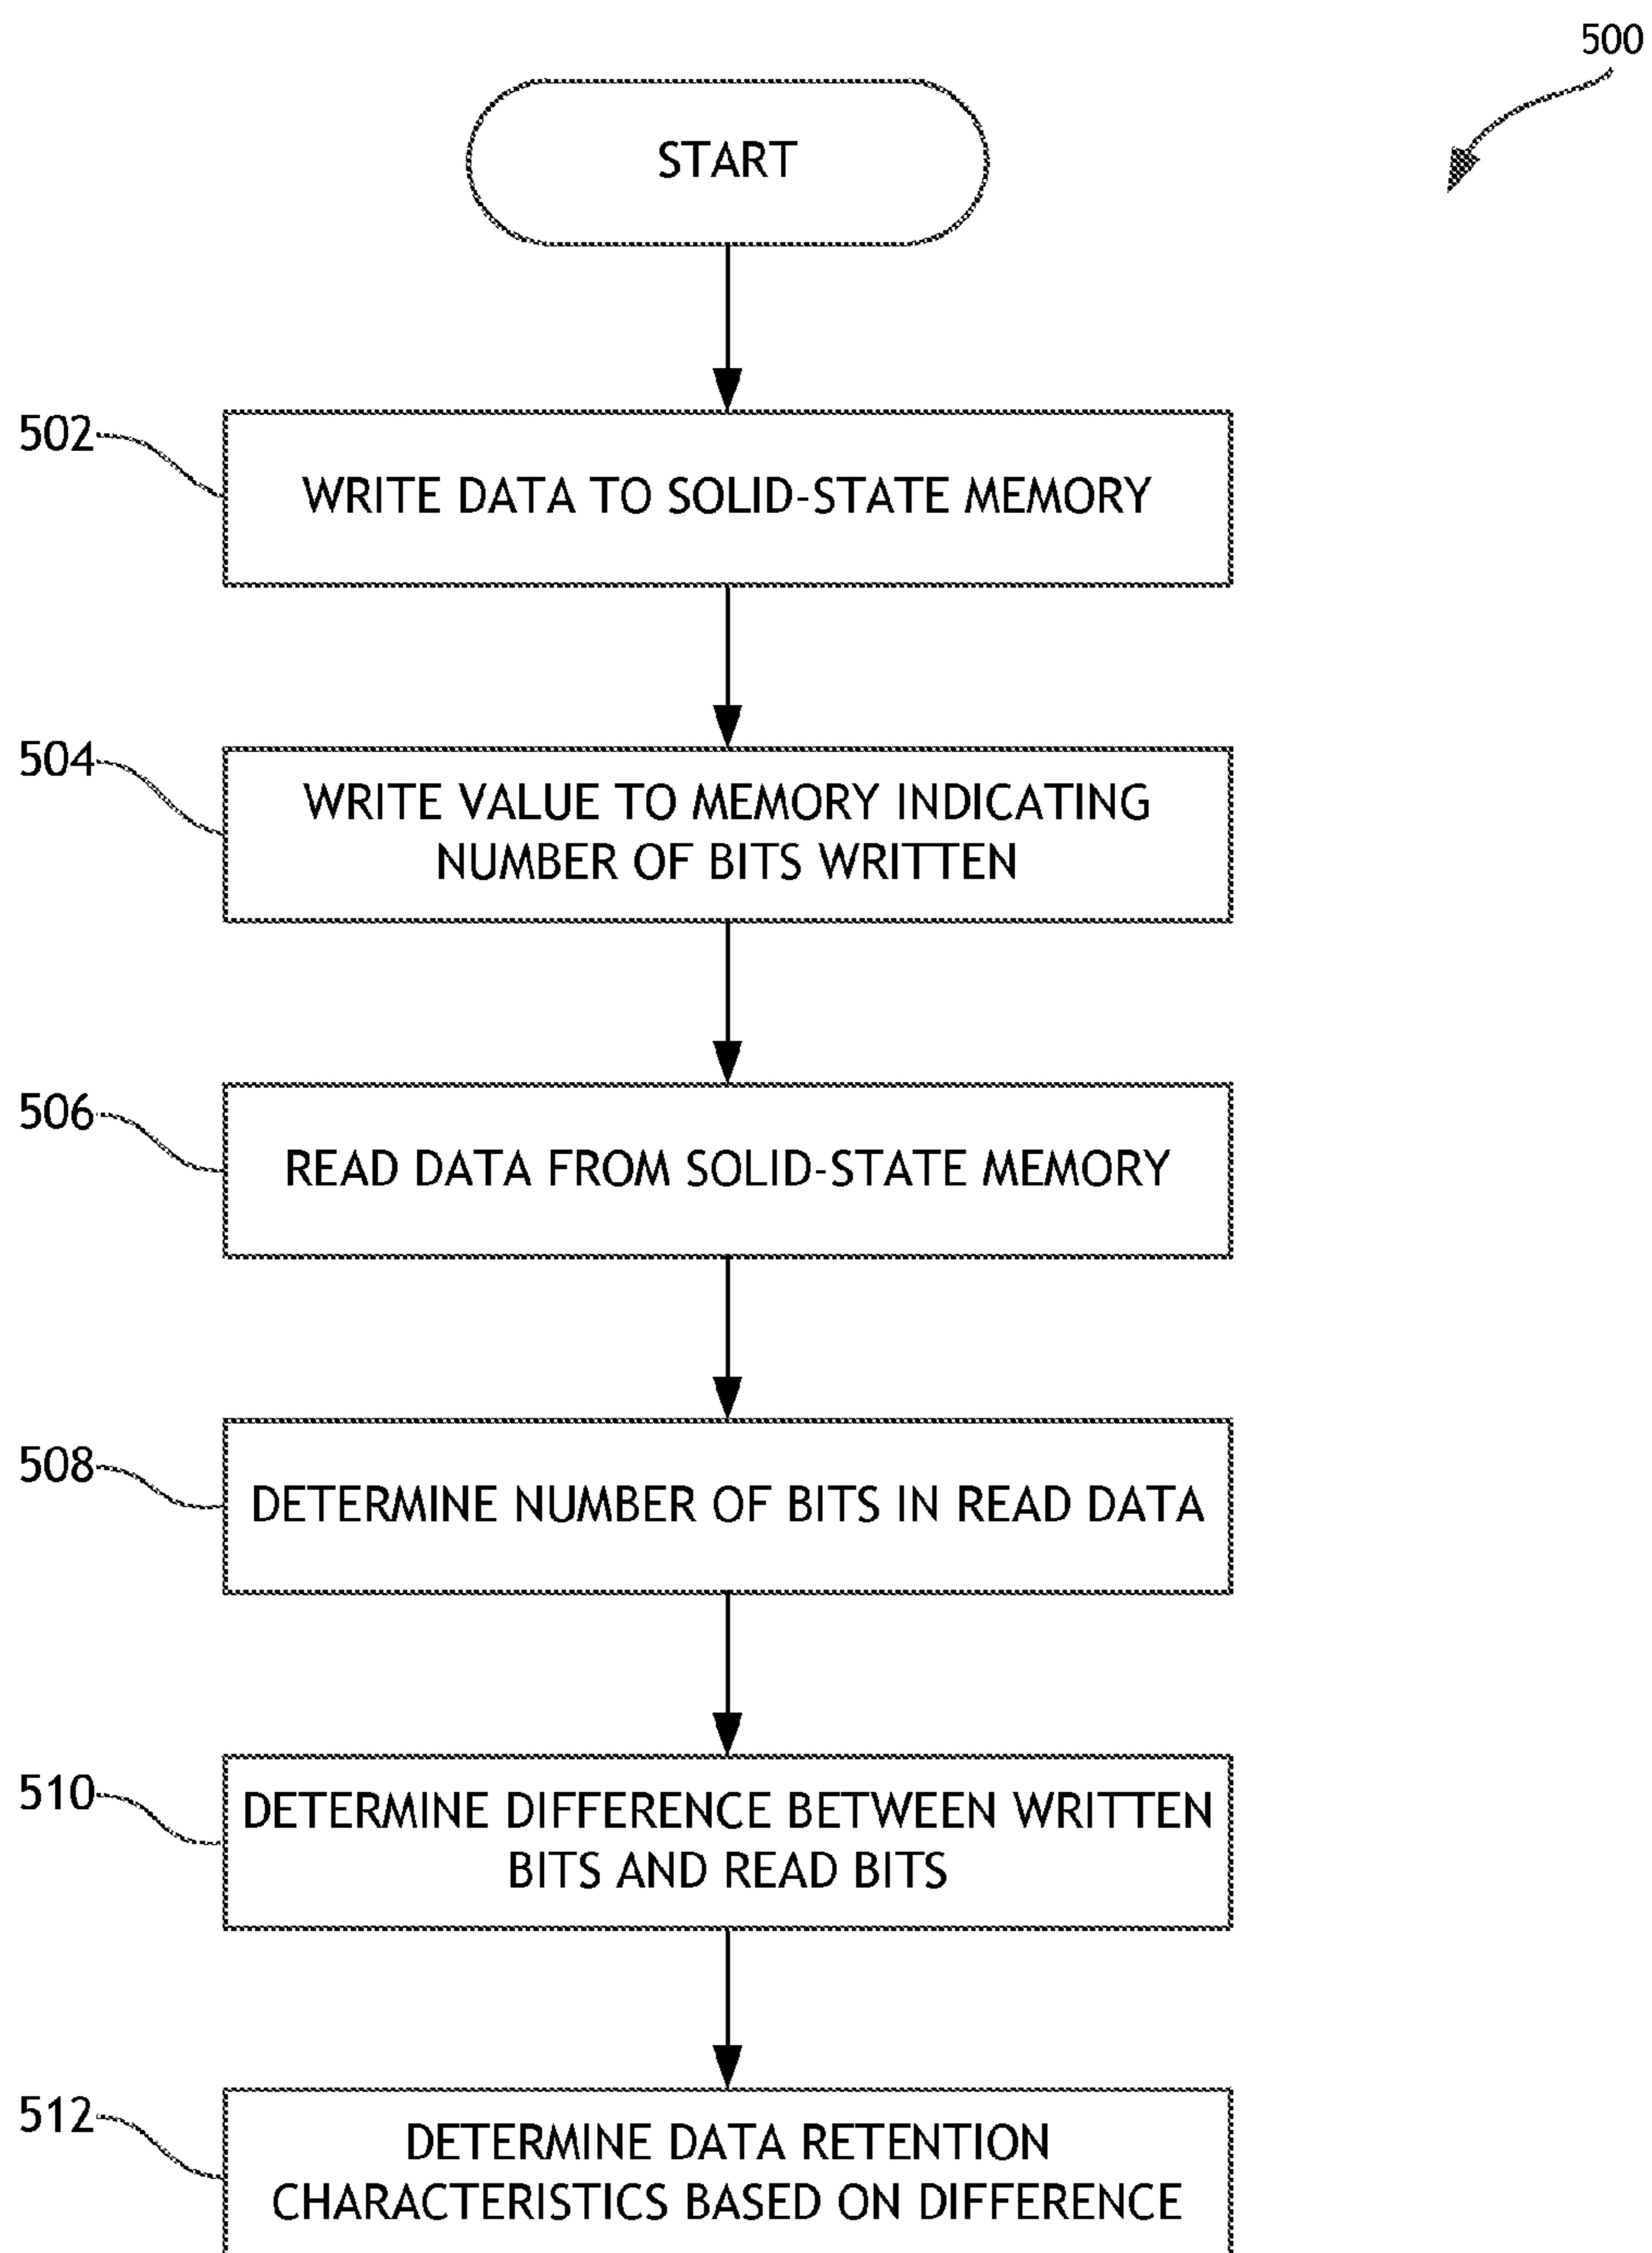 500
START
502
WRITE DATA TO SOLID-STATE MEMORY
504
WRITE VALUE TO MEMORY INDICATING
NUMBER OF BITS WRITTEN
506
READ DATA FROM SOLID-STATE MEMORY
508
DETERMINE NUMBER OF BITS IN READ DATA
510
DETERMINE DIFFERENCE BETWEEN WRITTEN
BITS AND READ BITS
512
DETERMINE DATA RETENTION
CHARACTERISTICS BASED ON DIFFERENCE